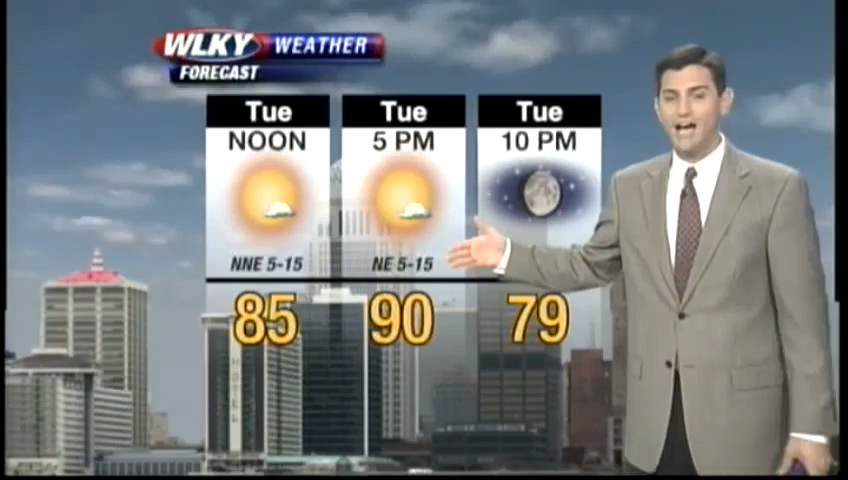 WLKY WEATHER
FORECAST
Tue Tue Tue
NOON 5 PM 10 PM
NNE 5-15 NE 5-15
85 90 79
HOTEL